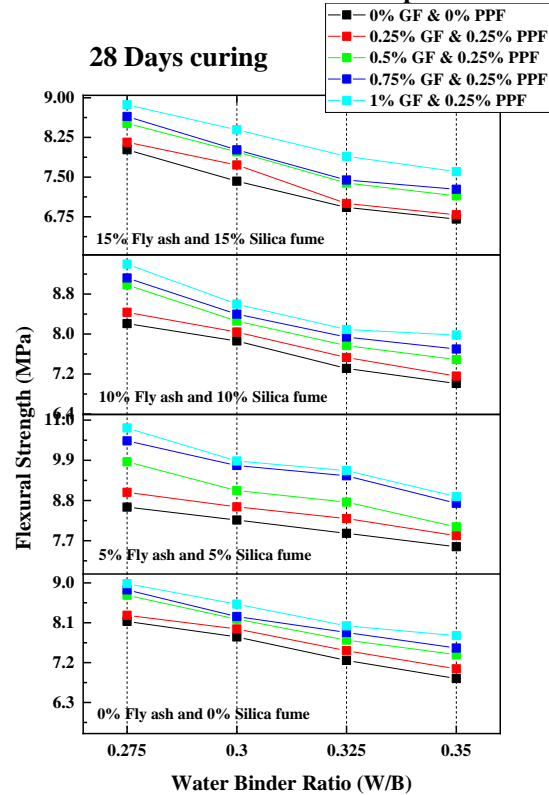 0% GF & 0% PPF
0.25% GF & 0.25% PPF
0.5% GF & 0.25% PPF
0.75% GF & 0.25% PPF
1% GF & 0.25% PPF
28 Days curing
9.00
8.25
7.50
6.75
15% Fly ash and 15% Silica fume
8.8
8.0
7.2
6.4
10% Fly ash and 10% Silica fume
11.0
9.9
8.8
7.7
5% Fly ash and 5% Silica fume
9.0
8.1
7.2
6.3
0% Fly ash and 0% Silica fume
Flexural Strength (MPa)
0.275 0.3 0.325 0.35
Water Binder Ratio (W/B)